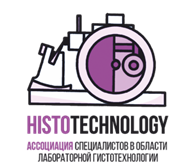 HISTOTECHNOLOGY
АССОЦИАЦИЯ СПЕЦИАЛИСТОВ В ОБЛАСТИ
ЛАБОРАТОРНОЙ ГИСТОТЕХНОЛОГИИ